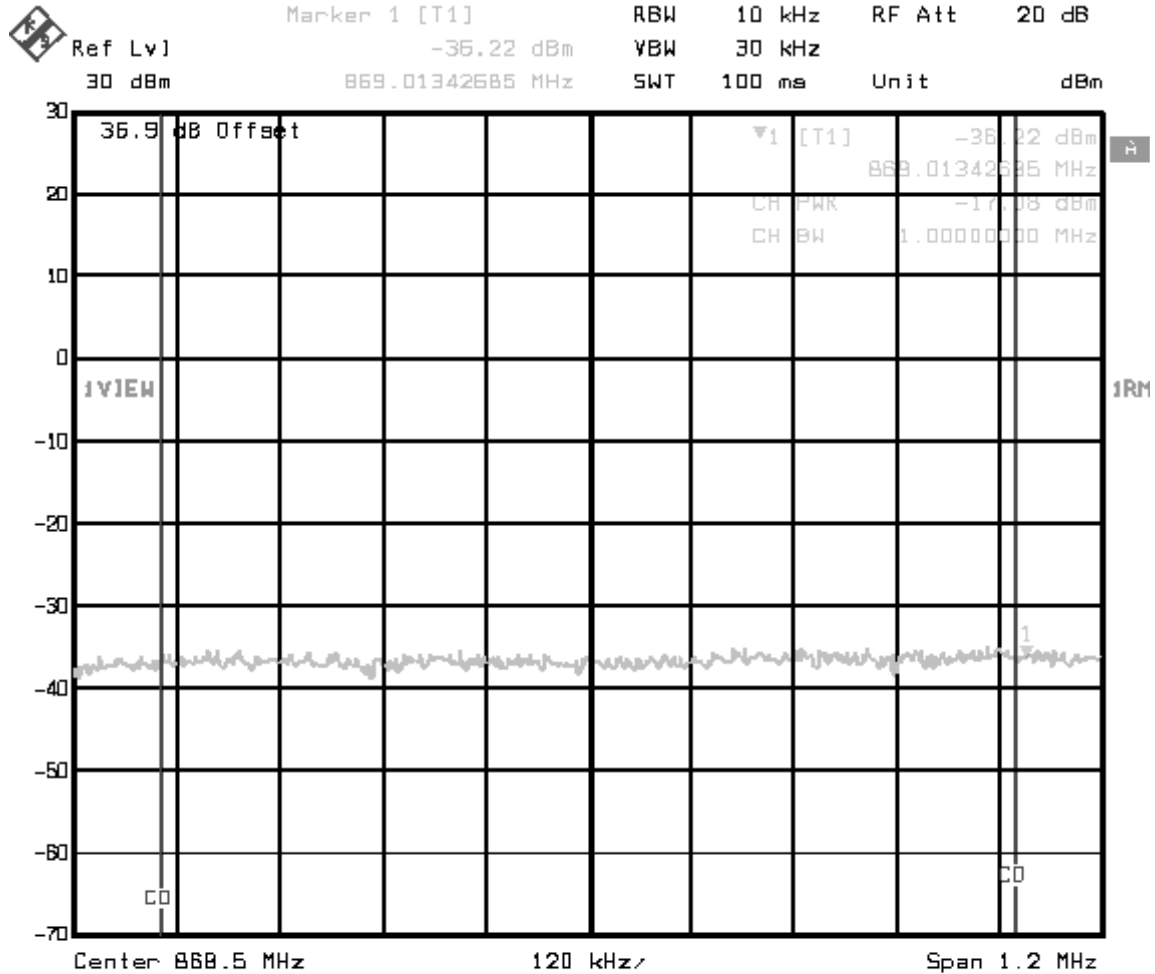 Marker 1 [T1] RBW 10 kHz RF Att 20 dB
Ref Lvl -36.22 dBm VBW 30 kHz
30 dBm 869.01342685 MHz SWT 100 ms Unit dBm
30
36.9 dB Offset ▼1 [T1] -36.22 dBm
A
869.01342685 MHz
20
CH PWR -17.08 dBm
CH BW 1.00000000 MHz
10
0
1VIEW 1RM
-10
-20
-30
1
-40
-50
-60
C0
C0
-70
Center 868.5 MHz 120 kHz/ Span 1.2 MHz